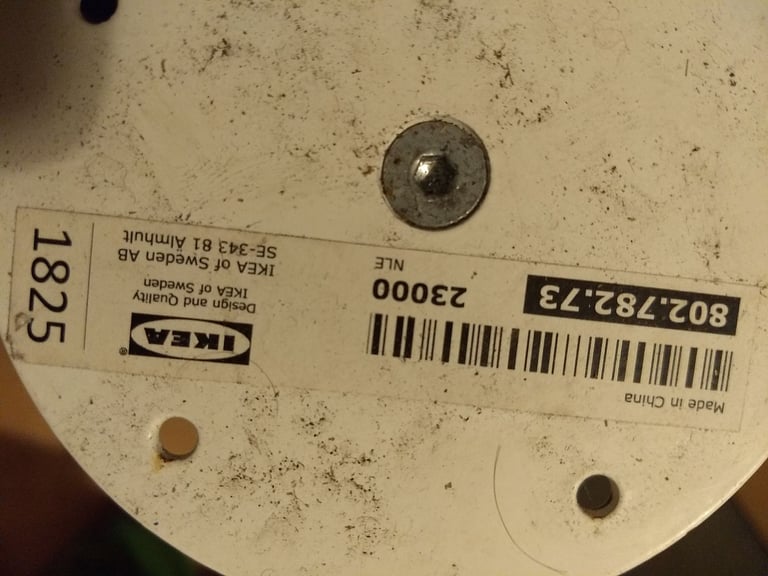 Made in China
802.782.73
23000
NLE
IKEA®
Design and Quality
IKEA of Sweden
IKEA of Sweden AB
SE-343 81 Älmhult
1825